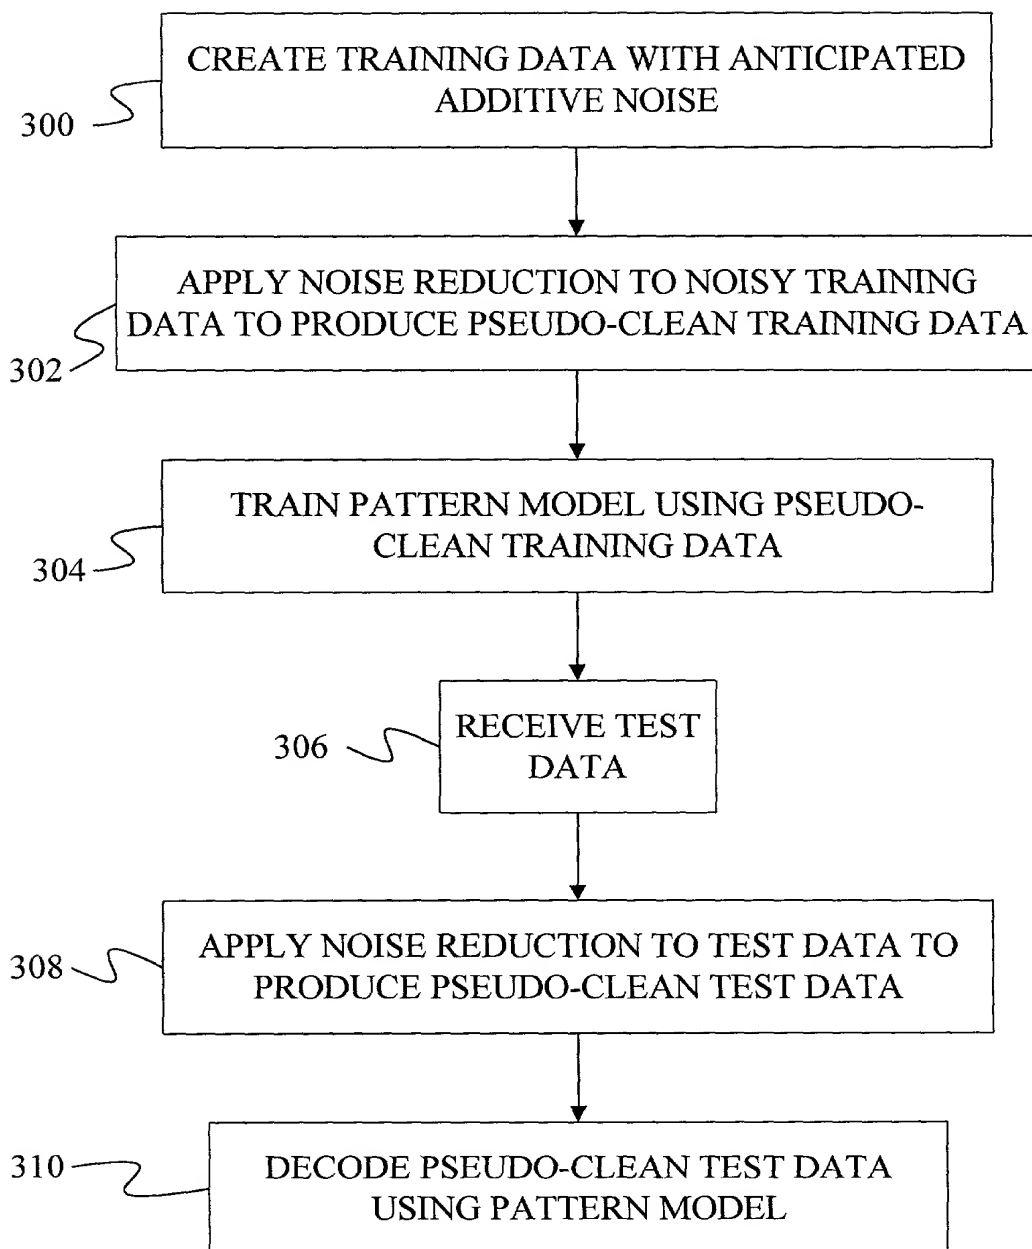 CREATE TRAINING DATA WITH ANTICIPATED
ADDITIVE NOISE
300
APPLY NOISE REDUCTION TO NOISY TRAINING
DATA TO PRODUCE PSEUDO-CLEAN TRAINING DATA
302
TRAIN PATTERN MODEL USING PSEUDO-
CLEAN TRAINING DATA
304
RECEIVE TEST
DATA
306
APPLY NOISE REDUCTION TO TEST DATA TO
PRODUCE PSEUDO-CLEAN TEST DATA
308
DECODE PSEUDO-CLEAN TEST DATA
USING PATTERN MODEL
310